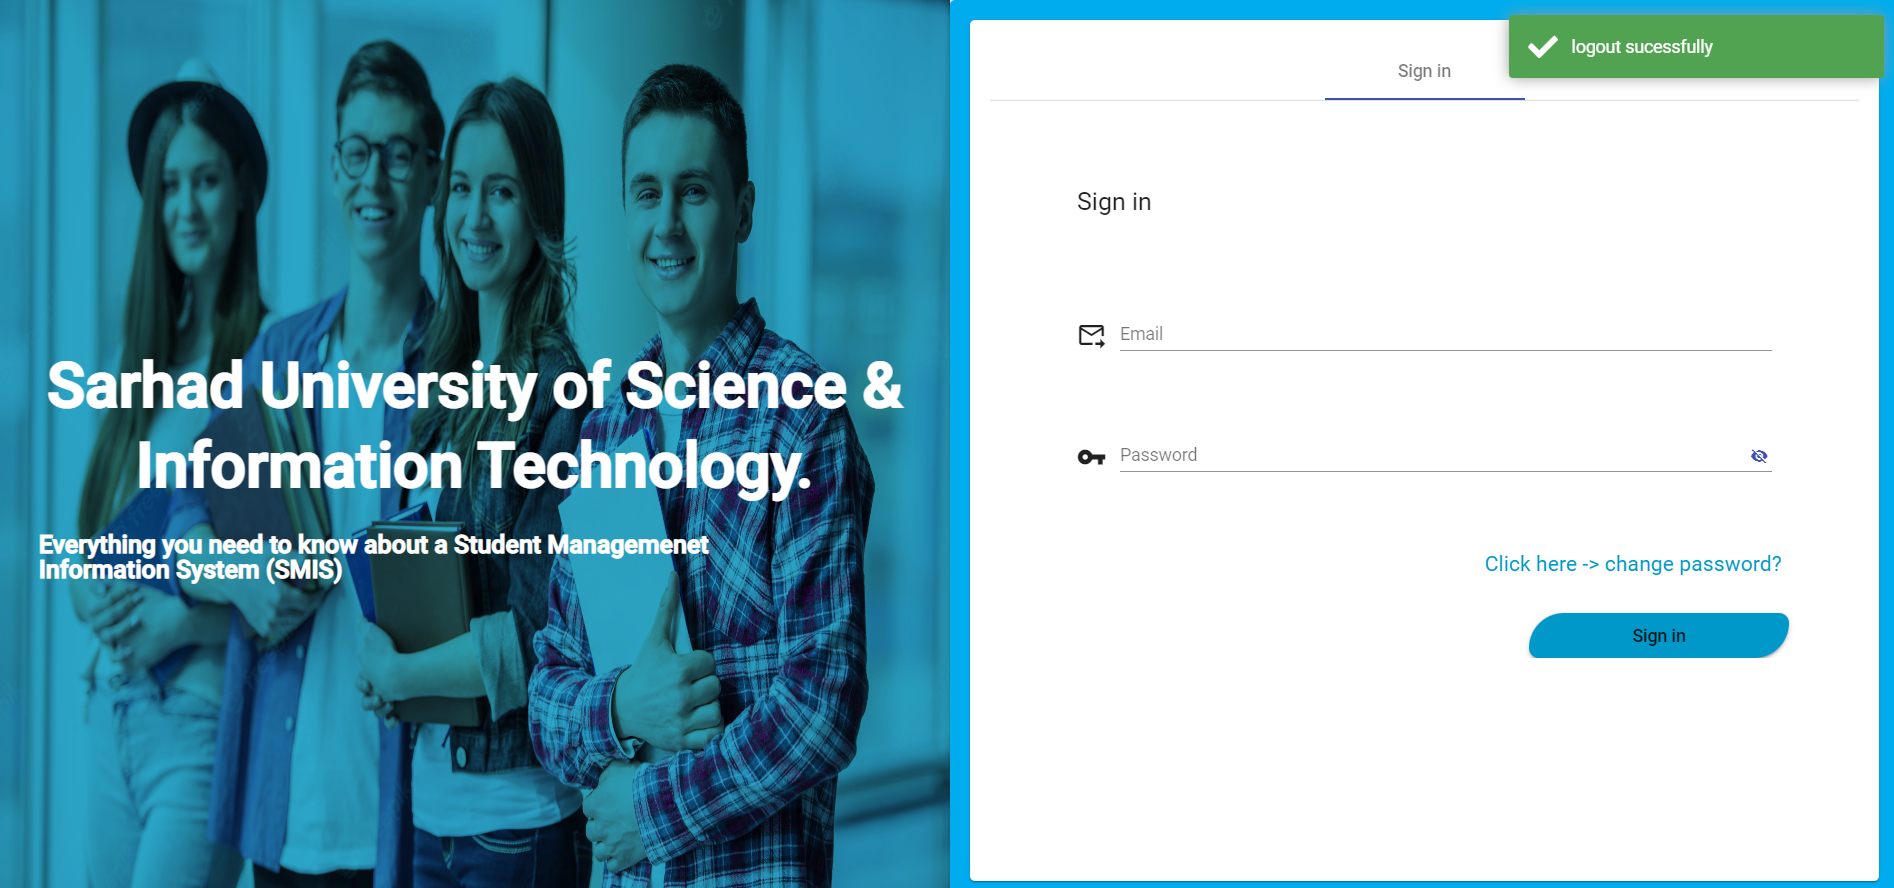 Sarhad University of Science &
Information Technology.
Everything you need to know about a Student Managemenet
Information System (SMIS)
logout sucessfully
Sign in
Sign in
Email
Password
Click here -> change password?
Sign in